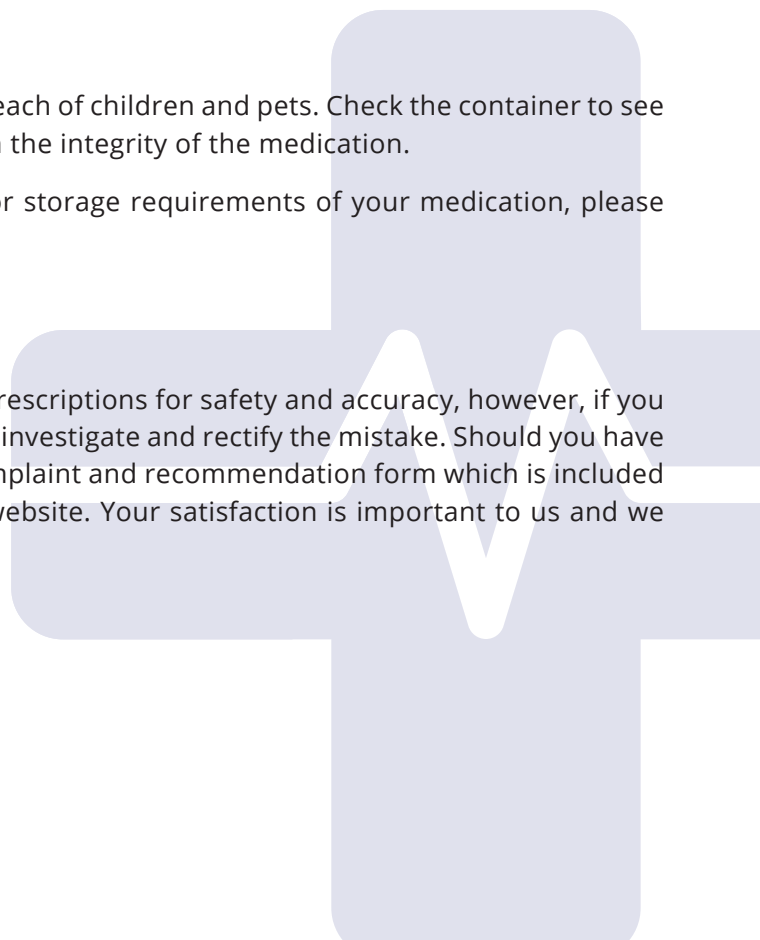 each of children and pets. Check the container to see
the integrity of the medication.
or storage requirements of your medication, please
rescriptions for safety and accuracy, however, if you
investigate and rectify the mistake. Should you have
mplaint and recommendation form which is included
website. Your satisfaction is important to us and we